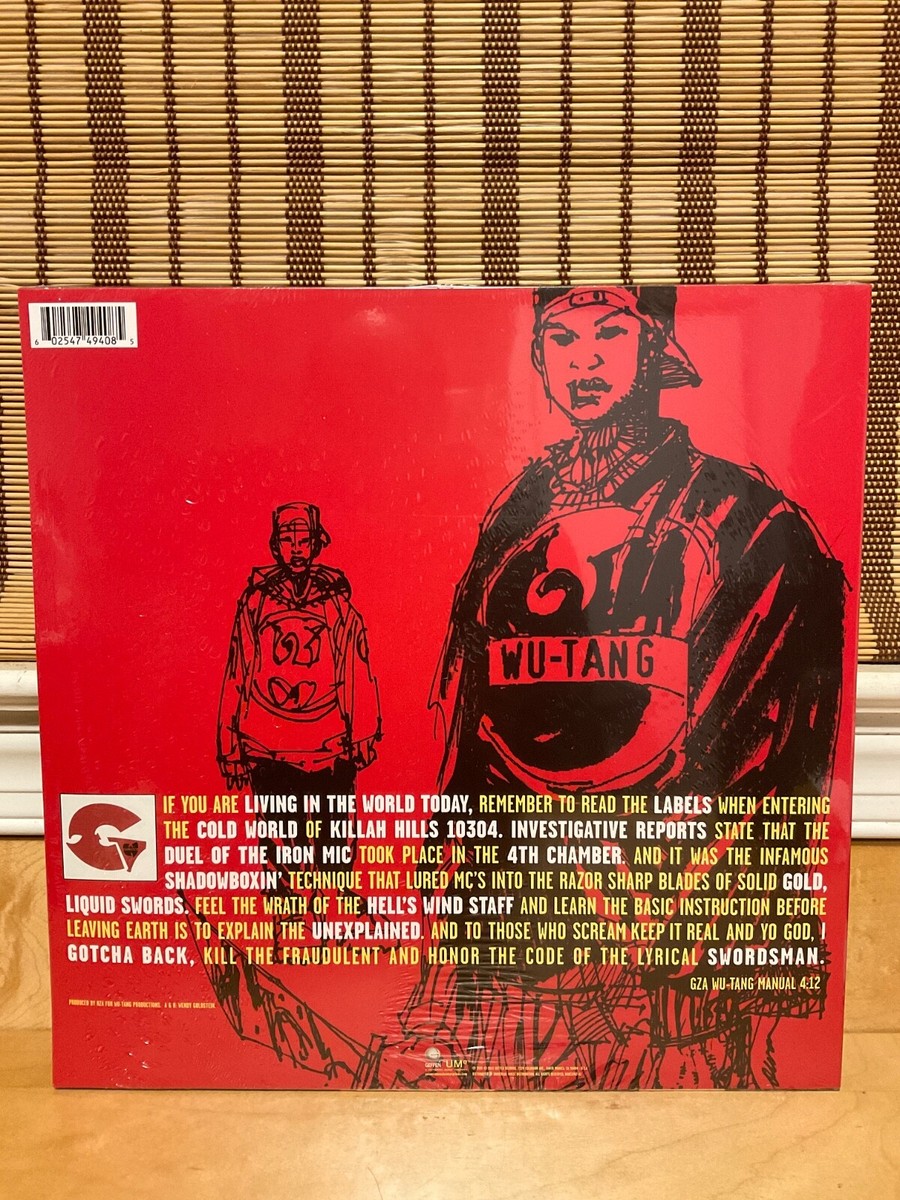 6 02547 49408 5
WU-TANG
IF YOU ARE LIVING IN THE WORLD TODAY, REMEMBER TO READ THE LABELS WHEN ENTERING
THE COLD WORLD OF KILLAH HILLS 10304. INVESTIGATIVE REPORTS STATE THAT THE
DUEL OF THE IRON MIC TOOK PLACE IN THE 4TH CHAMBER. AND IT WAS THE INFAMOUS
SHADOWBOXIN' TECHNIQUE THAT LURED MC'S INTO THE RAZOR SHARP BLADES OF SOLID GOLD,
LIQUID SWORDS. FEEL THE WRATH OF THE HELL'S WIND STAFF AND LEARN THE BASIC INSTRUCTION BEFORE
LEAVING EARTH IS TO EXPLAIN THE UNEXPLAINED. AND TO THOSE WHO SCREAM KEEP IT REAL AND YO GOD, I
GOTCHA BACK, KILL THE FRAUDULENT AND HONOR THE CODE OF THE LYRICAL SWORDSMAN.
GZA WU-TANG MANUAL 4:12
PRODUCED BY RZA FOR WU-TANG PRODUCTIONS. A & R: WENDY GOLDSTEIN.
GEFFEN
UMe